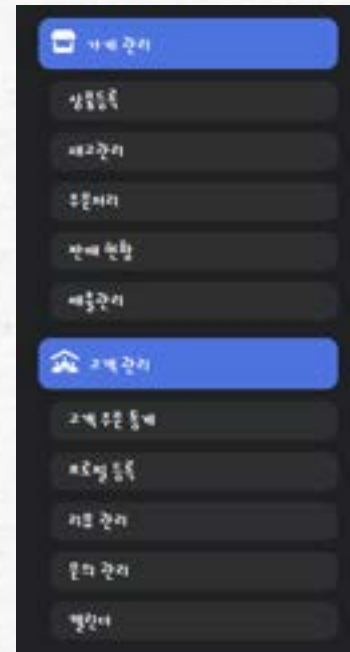 가게 관리
상품등록
재고관리
주문처리
판매 현황
매출관리
고객 관리
고객 주문 통계
프로필 등록
리뷰 관리
문의 관리
캘린더